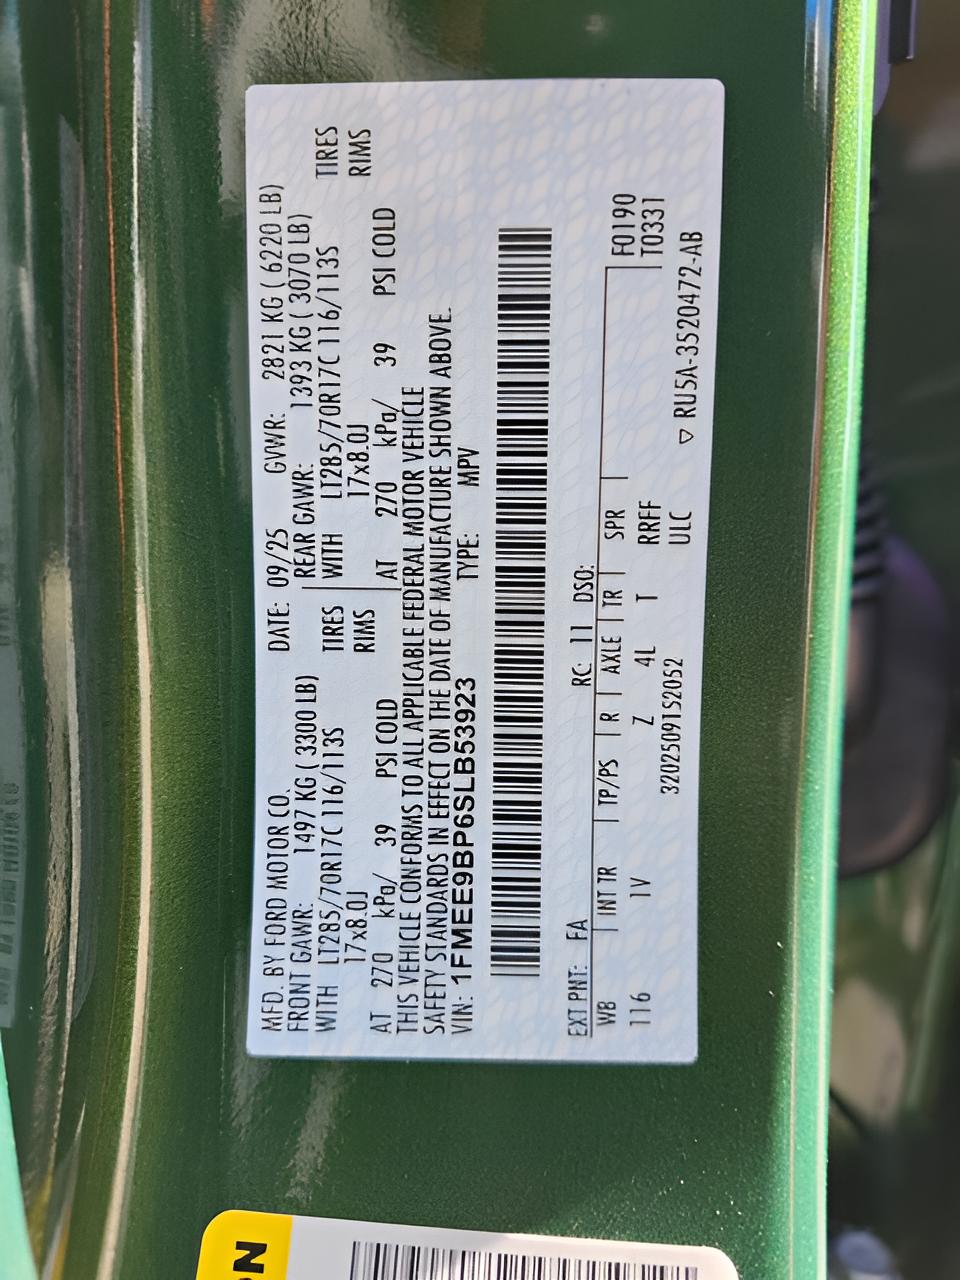 MFD. BY FORD MOTOR CO. DATE: 09/25 GVWR: 2821 KG ( 6220 LB)
FRONT GAWR: 1497 KG ( 3300 LB) REAR GAWR: 1393 KG ( 3070 LB)
WITH LT285/70R17C 116/113S TIRES WITH LT285/70R17C 116/113S TIRES
17x8.0J RIMS 17x8.0J RIMS
AT 270 kPa/ 39 PSI COLD AT 270 kPa/ 39 PSI COLD
THIS VEHICLE CONFORMS TO ALL APPLICABLE FEDERAL MOTOR VEHICLE
SAFETY STANDARDS IN EFFECT ON THE DATE OF MANUFACTURE SHOWN ABOVE.
VIN: 1FMEE9BP6SLB53923 TYPE: MPV
EXT PNT: FA RC: 11 DSO:
WB INT TR TP/PS R AXLE TR SPR F0190
116 1V Z 4L T RRFF T0331
3202509152052 ULC
▽ RU5A-3520472-AB